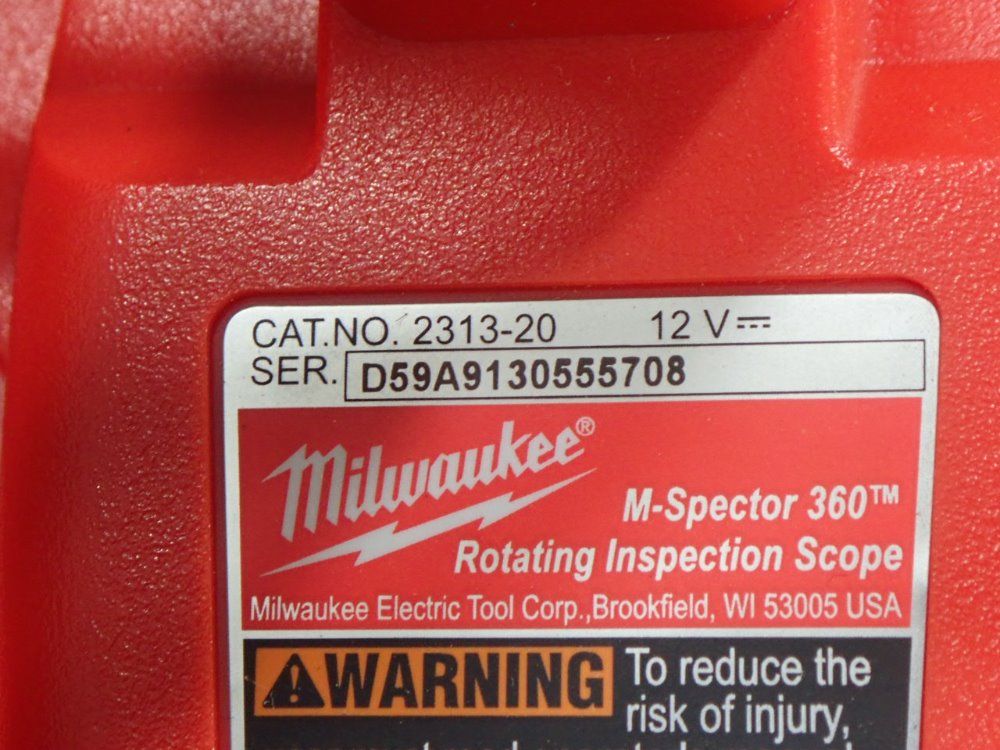 CAT.NO. 2313-20 12 V⎓
SER. D59A9130555708
Milwaukee®
M-Spector 360™
Rotating Inspection Scope
Milwaukee Electric Tool Corp.,Brookfield, WI 53005 USA
WARNING To reduce the
risk of injury,